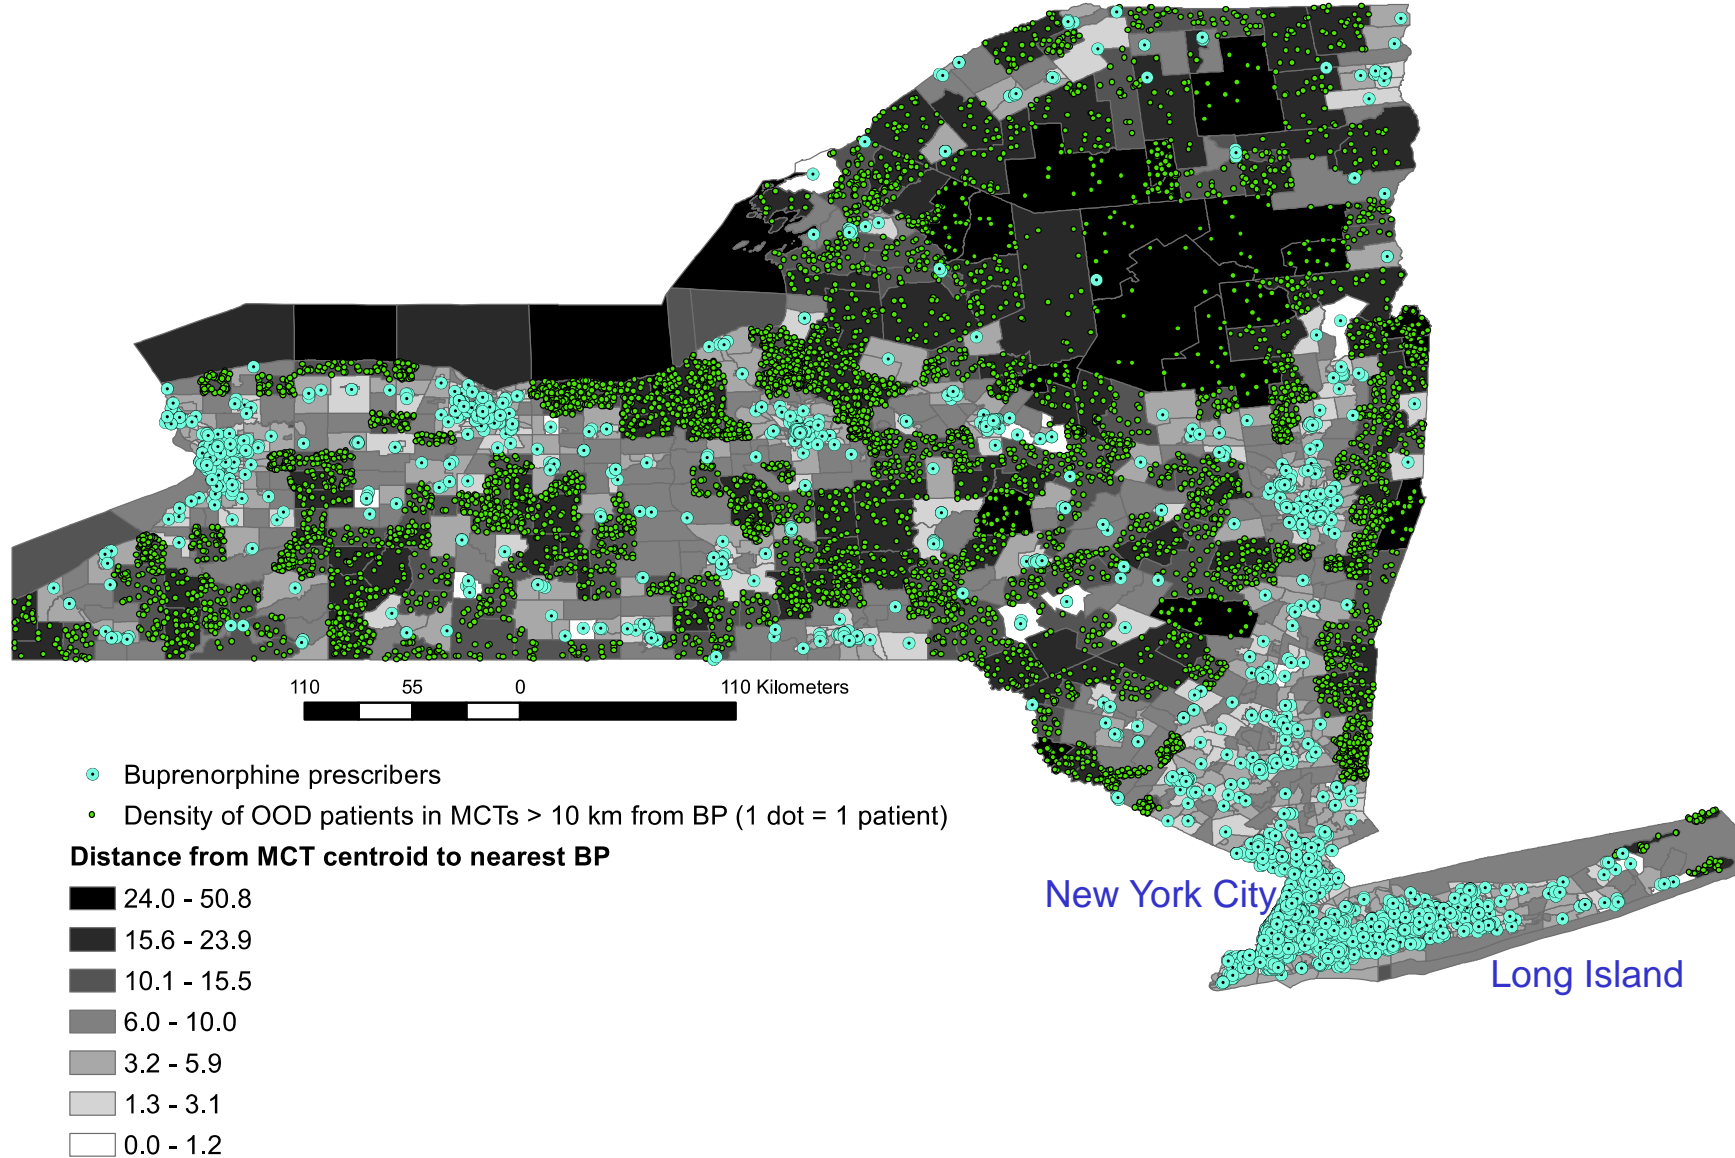 110 55 0 110 Kilometers
Buprenorphine prescribers
Density of OOD patients in MCTs > 10 km from BP (1 dot = 1 patient)
Distance from MCT centroid to nearest BP
24.0 - 50.8
15.6 - 23.9
10.1 - 15.5
6.0 - 10.0
3.2 - 5.9
1.3 - 3.1
0.0 - 1.2
New York City
Long Island